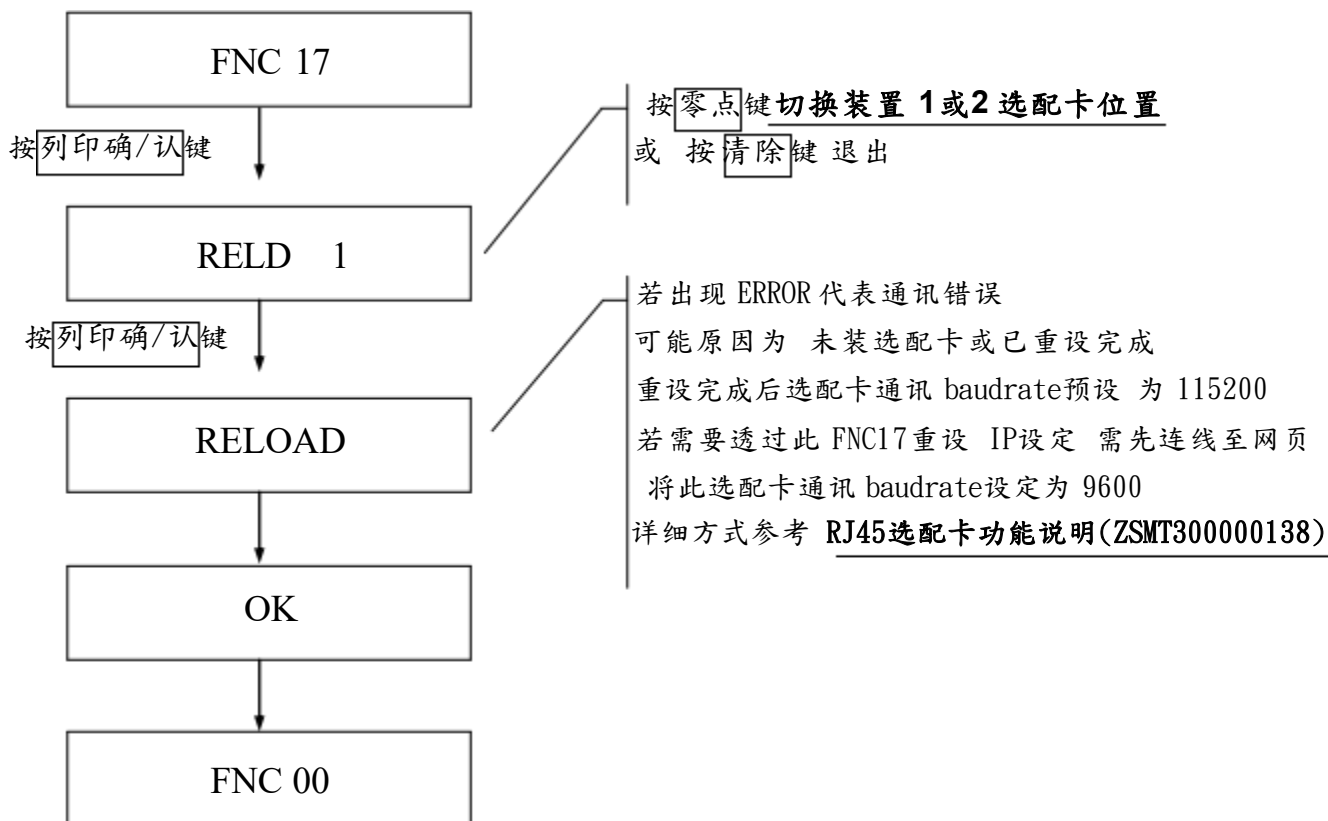 FNC 17
按零点键切换装置 1或2 选配卡位置
或 按清除键 退出
按列印确/认键
RELD 1
若出现 ERROR 代表通讯错误
可能原因为 未装选配卡或已重设完成
重设完成后选配卡通讯 baudrate预设 为 115200
若需要透过此 FNC17重设 IP设定 需先连线至网页
将此选配卡通讯 baudrate设定为 9600
详细方式参考 RJ45选配卡功能说明(ZSMT300000138)
按列印确/认键
RELOAD
OK
FNC 00